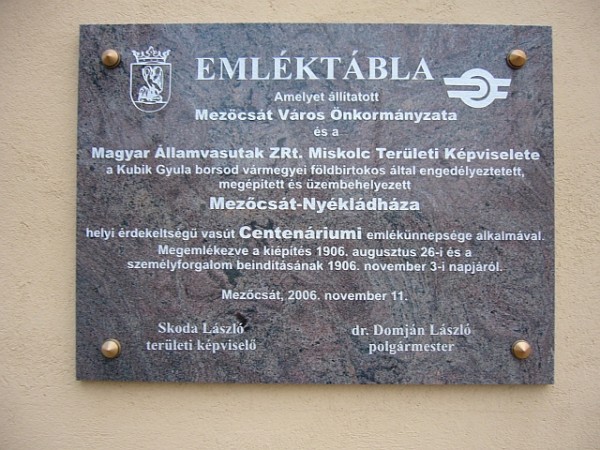 EMLÉKTÁBLA
Amelyet állítatott
Mezőcsát Város Önkormányzata
és a
Magyar Államvasutak ZRt. Miskolc Területi Képviselete
a Kubik Gyula borsod vármegyei földbirtokos által engedélyeztetett,
megépített és üzembehelyezett
Mezőcsát-Nyékládháza
helyi érdekeltségű vasút Centenáriumi emlékünnepsége alkalmával.
Megemlékezve a kiépítés 1906. augusztus 26-i és a
személyforgalom beindításának 1906. november 3-i napjáról.
Mezőcsát, 2006. november 11.
Skoda László dr. Domján László
területi képviselő polgármester